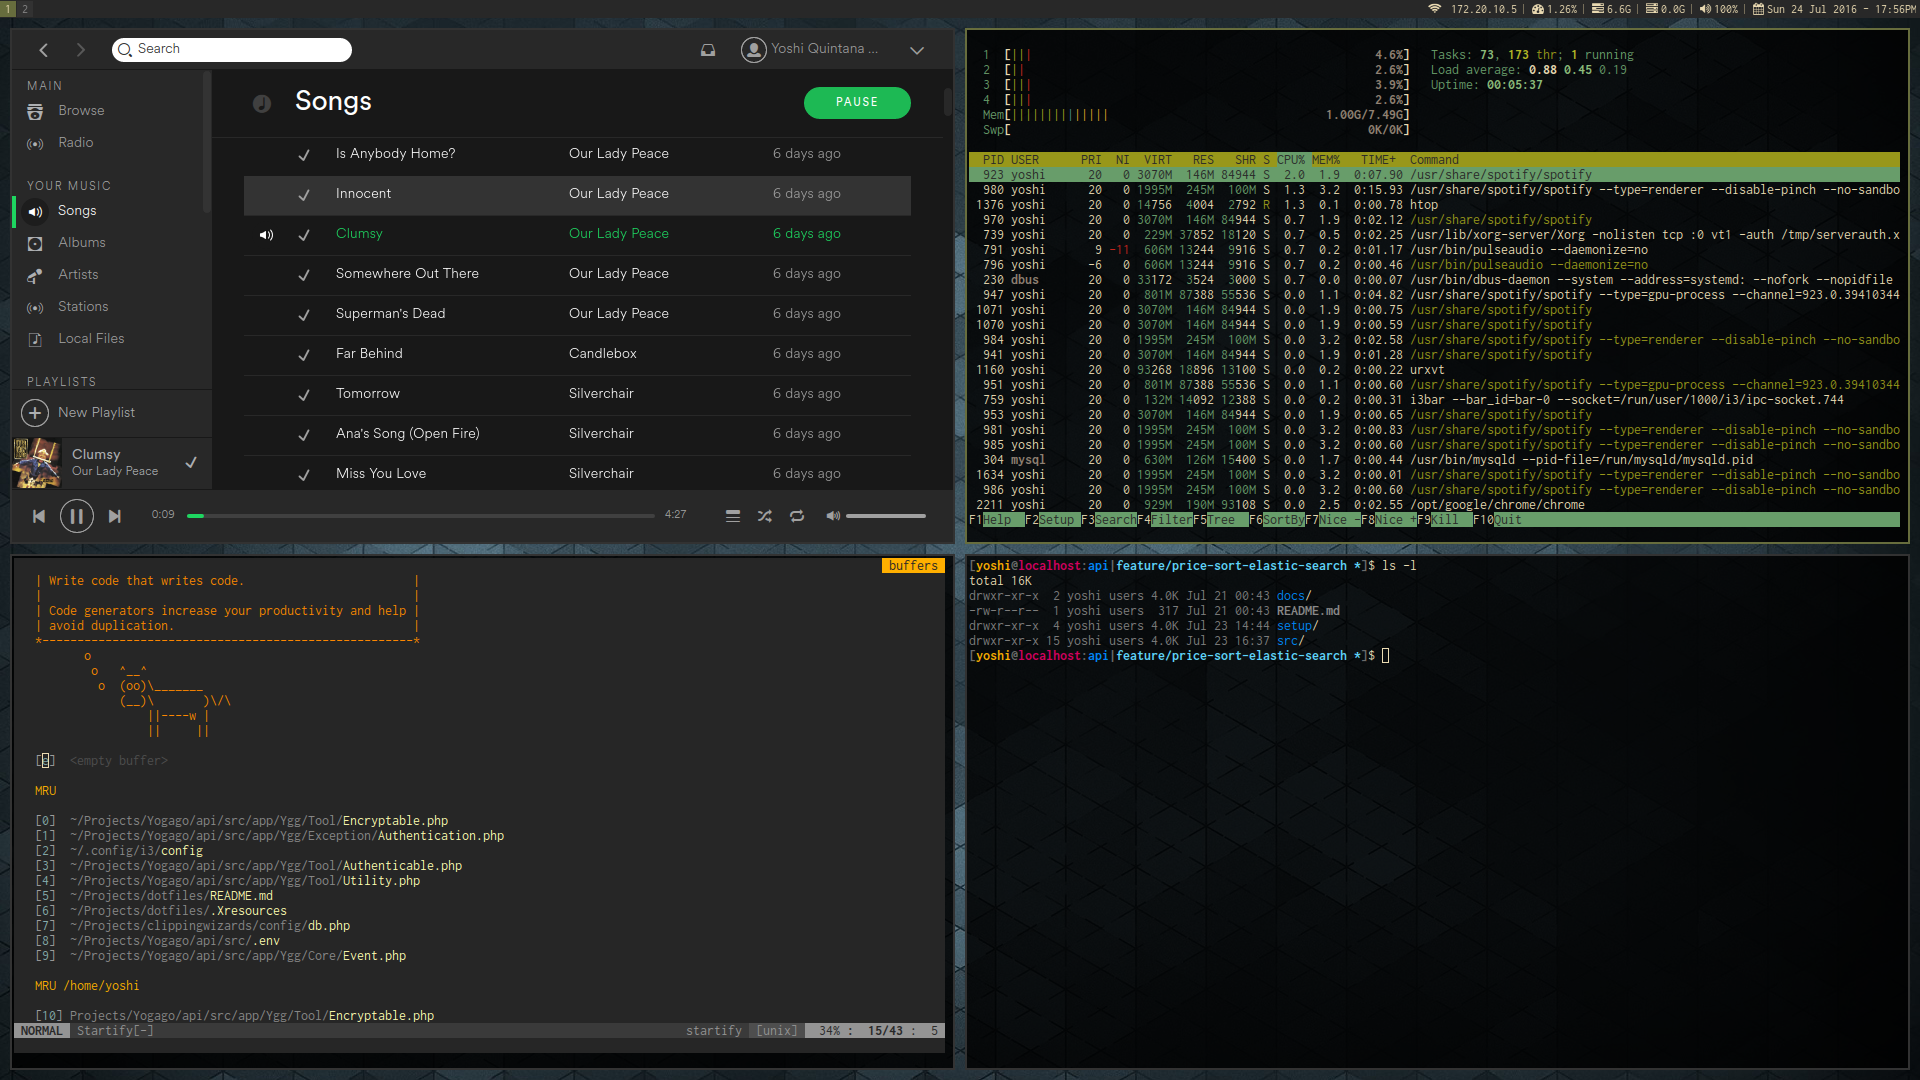 1 2
172.20.10.5 | 1.26% | 6.6G | 0.0G | 100% | Sun 24 Jul 2016 - 17:56PM
Search
Yoshi Quintana ...
MAIN
Browse
Radio
YOUR MUSIC
Songs
Albums
Artists
Stations
Local Files
PLAYLISTS
New Playlist
Clumsy
Our Lady Peace
Songs
PAUSE
Is Anybody Home? Our Lady Peace 6 days ago
Innocent Our Lady Peace 6 days ago
Clumsy Our Lady Peace 6 days ago
Somewhere Out There Our Lady Peace 6 days ago
Superman's Dead Our Lady Peace 6 days ago
Far Behind Candlebox 6 days ago
Tomorrow Silverchair 6 days ago
Ana's Song (Open Fire) Silverchair 6 days ago
Miss You Love Silverchair 6 days ago
0:09 4:27
1 [||| 4.6%] Tasks: 73, 173 thr; 1 running
2 [|| 2.6%] Load average: 0.88 0.45 0.19
3 [||| 3.9%] Uptime: 00:05:37
4 [||| 2.6%]
Mem[|||||||||||||| 1.00G/7.49G]
Swp[ 0K/0K]
PID USER PRI NI VIRT RES SHR S CPU% MEM% TIME+ Command
923 yoshi 20 0 3070M 146M 84944 S 2.0 1.9 0:07.90 /usr/share/spotify/spotify
980 yoshi 20 0 1995M 245M 100M S 1.3 3.2 0:15.93 /usr/share/spotify/spotify --type=renderer --disable-pinch --no-sandbo
1376 yoshi 20 0 14756 4004 2792 R 1.3 0.1 0:00.78 htop
970 yoshi 20 0 3070M 146M 84944 S 0.7 1.9 0:02.12 /usr/share/spotify/spotify
739 yoshi 20 0 229M 37852 18120 S 0.7 0.5 0:02.25 /usr/lib/xorg-server/Xorg -nolisten tcp :0 vt1 -auth /tmp/serverauth.x
791 yoshi 9 -11 606M 13244 9916 S 0.7 0.2 0:01.17 /usr/bin/pulseaudio --daemonize=no
796 yoshi -6 0 606M 13244 9916 S 0.7 0.2 0:00.46 /usr/bin/pulseaudio --daemonize=no
230 dbus 20 0 33172 3524 3000 S 0.7 0.0 0:00.07 /usr/bin/dbus-daemon --system --address=systemd: --nofork --nopidfile
947 yoshi 20 0 801M 87388 55536 S 0.0 1.1 0:04.82 /usr/share/spotify/spotify --type=gpu-process --channel=923.0.39410344
1071 yoshi 20 0 3070M 146M 84944 S 0.0 1.9 0:00.75 /usr/share/spotify/spotify
1070 yoshi 20 0 3070M 146M 84944 S 0.0 1.9 0:00.59 /usr/share/spotify/spotify
984 yoshi 20 0 1995M 245M 100M S 0.0 3.2 0:02.58 /usr/share/spotify/spotify --type=renderer --disable-pinch --no-sandbo
941 yoshi 20 0 3070M 146M 84944 S 0.0 1.9 0:01.28 /usr/share/spotify/spotify
1160 yoshi 20 0 93268 18896 13100 S 0.0 0.2 0:00.22 urxvt
951 yoshi 20 0 801M 87388 55536 S 0.0 1.1 0:00.60 /usr/share/spotify/spotify --type=gpu-process --channel=923.0.39410344
759 yoshi 20 0 132M 14092 12388 S 0.0 0.2 0:00.31 i3bar --bar_id=bar-0 --socket=/run/user/1000/i3/ipc-socket.744
953 yoshi 20 0 3070M 146M 84944 S 0.0 1.9 0:00.65 /usr/share/spotify/spotify
981 yoshi 20 0 1995M 245M 100M S 0.0 3.2 0:00.83 /usr/share/spotify/spotify --type=renderer --disable-pinch --no-sandbo
985 yoshi 20 0 1995M 245M 100M S 0.0 3.2 0:00.60 /usr/share/spotify/spotify --type=renderer --disable-pinch --no-sandbo
304 mysql 20 0 630M 126M 15400 S 0.0 1.7 0:00.44 /usr/bin/mysqld --pid-file=/run/mysqld/mysqld.pid
1634 yoshi 20 0 1995M 245M 100M S 0.0 3.2 0:00.01 /usr/share/spotify/spotify --type=renderer --disable-pinch --no-sandbo
986 yoshi 20 0 1995M 245M 100M S 0.0 3.2 0:00.60 /usr/share/spotify/spotify --type=renderer --disable-pinch --no-sandbo
2211 yoshi 20 0 929M 190M 93108 S 0.0 2.5 0:02.55 /opt/google/chrome/chrome
F1Help F2Setup F3SearchF4FilterF5Tree F6SortByF7Nice -F8Nice +F9Kill F10Quit
buffers
| Write code that writes code. |
| |
| Code generators increase your productivity and help |
| avoid duplication. |
*-----------------------------------------------------*
o
o ^__^
o (oo)\_______
(__)\ )\/\
||----w |
|| ||
[e] <empty buffer>
MRU
[0] ~/Projects/Yogago/api/src/app/Ygg/Tool/Encryptable.php
[1] ~/Projects/Yogago/api/src/app/Ygg/Exception/Authentication.php
[2] ~/.config/i3/config
[3] ~/Projects/Yogago/api/src/app/Ygg/Tool/Authenticable.php
[4] ~/Projects/Yogago/api/src/app/Ygg/Tool/Utility.php
[5] ~/Projects/dotfiles/README.md
[6] ~/Projects/dotfiles/.Xresources
[7] ~/Projects/clippingwizards/config/db.php
[8] ~/Projects/Yogago/api/src/.env
[9] ~/Projects/Yogago/api/src/app/Ygg/Core/Event.php
MRU /home/yoshi
[10] Projects/Yogago/api/src/app/Ygg/Tool/Encryptable.php
NORMAL Startify[-] startify [unix] 34% : 15/43 : 5
[yoshi@localhost:api|feature/price-sort-elastic-search *]$ ls -l
total 16K
drwxr-xr-x 2 yoshi users 4.0K Jul 21 00:43 docs/
-rw-r--r-- 1 yoshi users 317 Jul 21 00:43 README.md
drwxr-xr-x 4 yoshi users 4.0K Jul 23 14:44 setup/
drwxr-xr-x 15 yoshi users 4.0K Jul 23 16:37 src/
[yoshi@localhost:api|feature/price-sort-elastic-search *]$